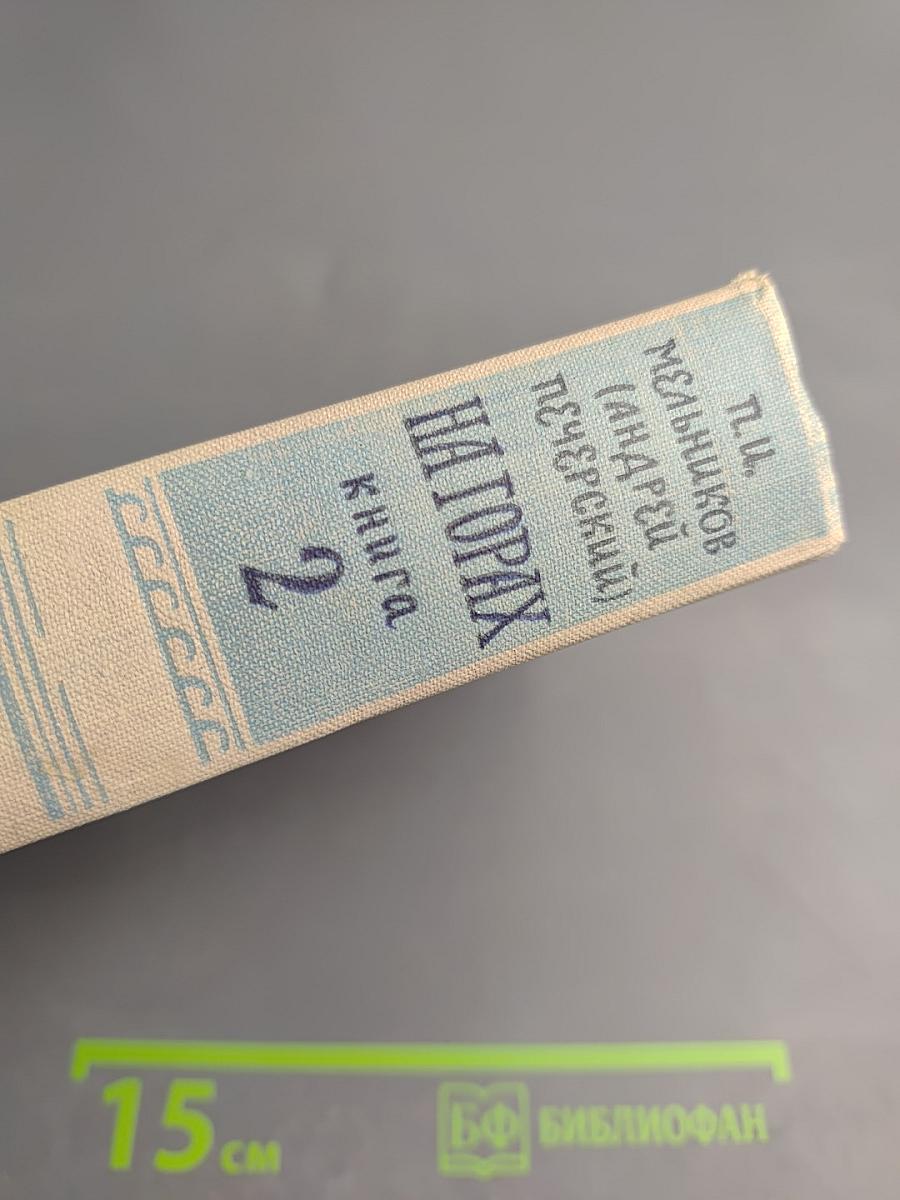 П.И.
МЕЛЬНИКОВ
(АНДРЕЙ
ПЕЧЕРСКИЙ)
НА ГОРАХ
книга
2
15 см
БФ БИБЛИОФАН